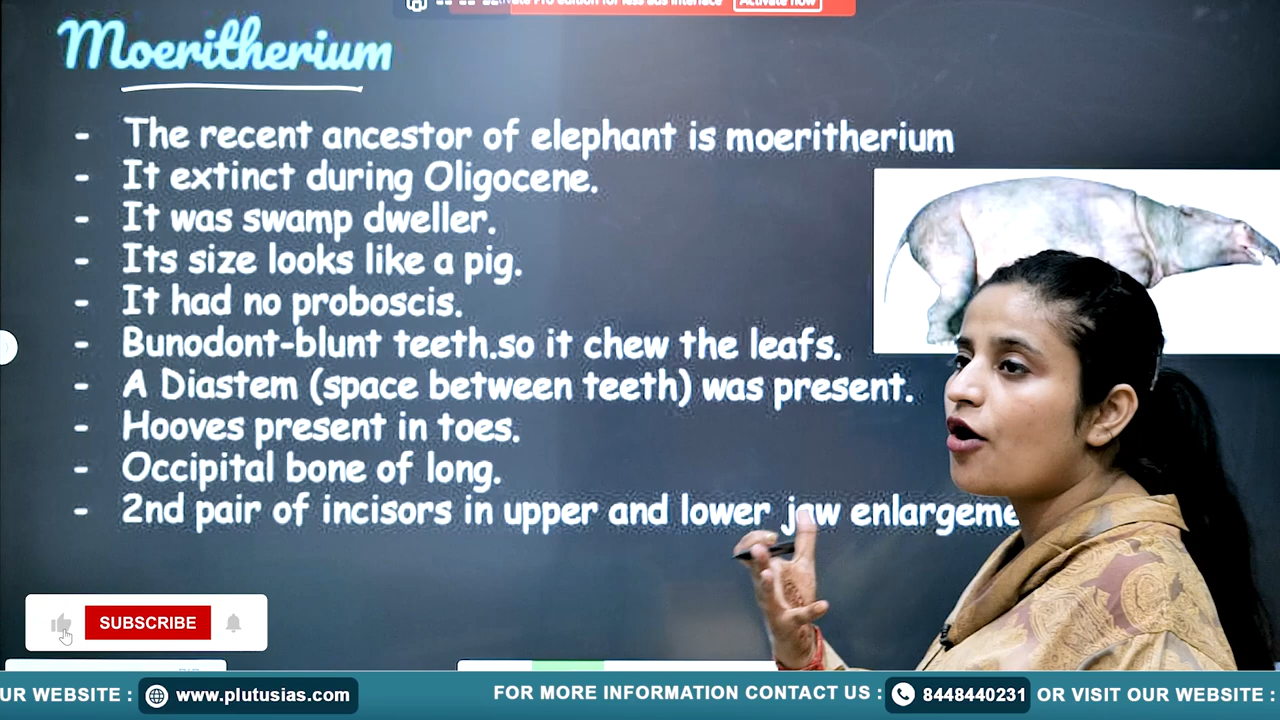 Activate now
Moeritherium
- The recent ancestor of elephant is moeritherium
- It extinct during Oligocene.
- It was swamp dweller.
- Its size looks like a pig.
- It had no proboscis.
- Bunodont-blunt teeth.so it chew the leafs.
- A Diastem (space between teeth) was present.
- Hooves present in toes.
- Occipital bone of long.
- 2nd pair of incisors in upper and lower jaw
SUBSCRIBE
UR WEBSITE : www.plutusias.com FOR MORE INFORMATION CONTACT US : 8448440231 OR VISIT OUR WEBSITE :